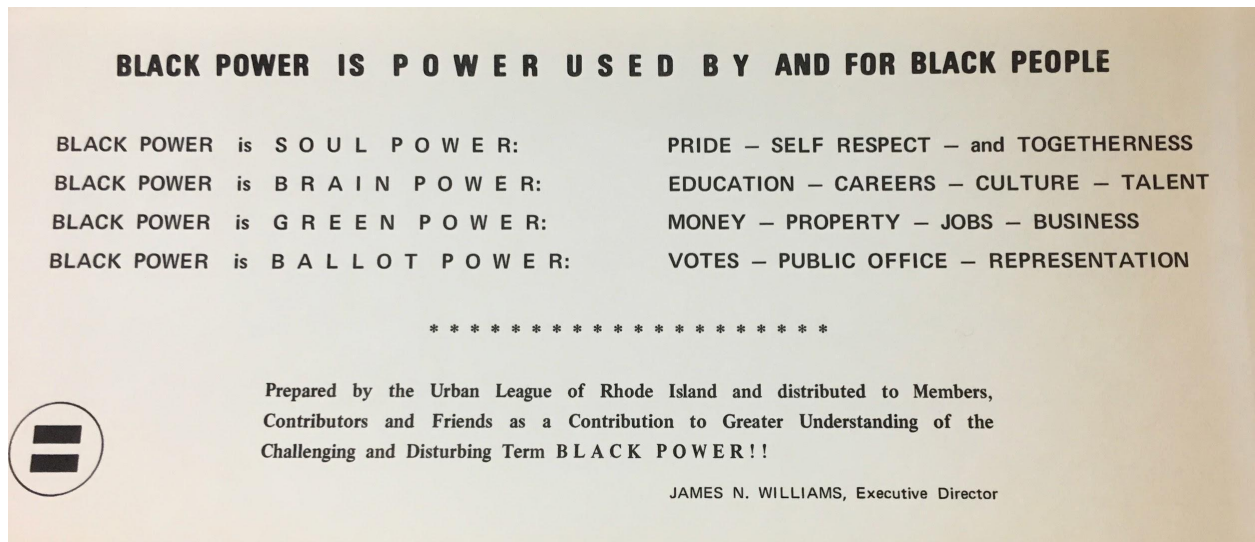 BLACK POWER IS POWER USED BY AND FOR BLACK PEOPLE
BLACK POWER is SOUL POWER: PRIDE — SELF RESPECT — and TOGETHERNESS
BLACK POWER is BRAIN POWER: EDUCATION — CAREERS — CULTURE — TALENT
BLACK POWER is GREEN POWER: MONEY — PROPERTY — JOBS — BUSINESS
BLACK POWER is BALLOT POWER: VOTES — PUBLIC OFFICE — REPRESENTATION
* * * * * * * * * * * * * * * * * * * *
Prepared by the Urban League of Rhode Island and distributed to Members,
Contributors and Friends as a Contribution to Greater Understanding of the
Challenging and Disturbing Term BLACK POWER!!
JAMES N. WILLIAMS, Executive Director